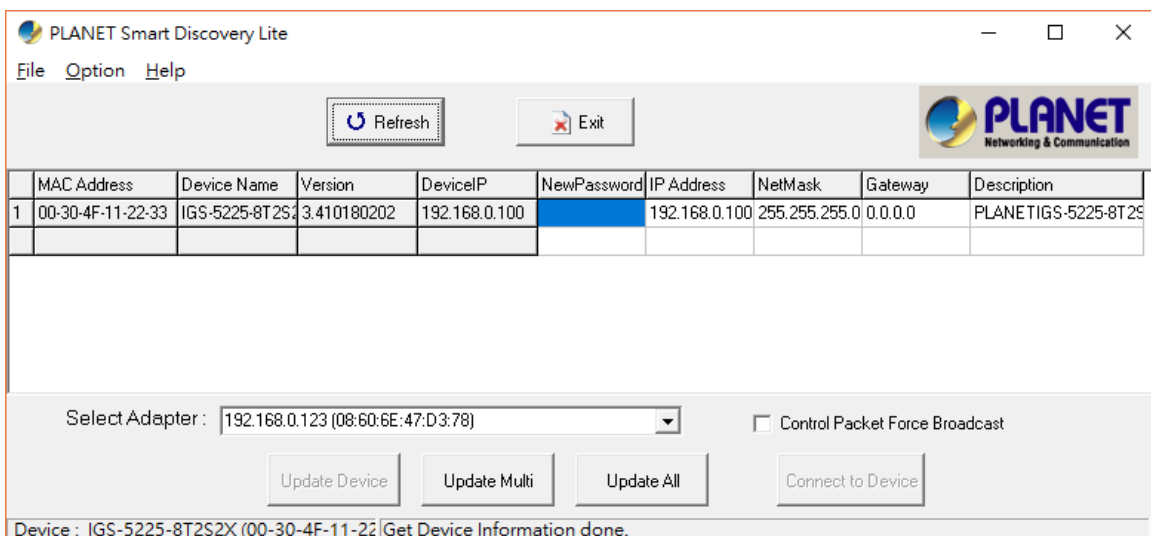 PLANET Smart Discovery Lite
File Option Help
Refresh Exit PLANET
Networking & Communication
MAC Address Device Name Version DeviceIP NewPassword IP Address NetMask Gateway Description
1 00-30-4F-11-22-33 IGS-5225-8T2S2 3.410180202 192.168.0.100 192.168.0.100 255.255.255.0 0.0.0.0 PLANETIGS-5225-8T2S
Select Adapter : 192.168.0.123 (08:60:6E:47:D3:78) Control Packet Force Broadcast
Update Device Update Multi Update All Connect to Device
Device : IGS-5225-8T2S2X (00-30-4F-11-22 Get Device Information done.